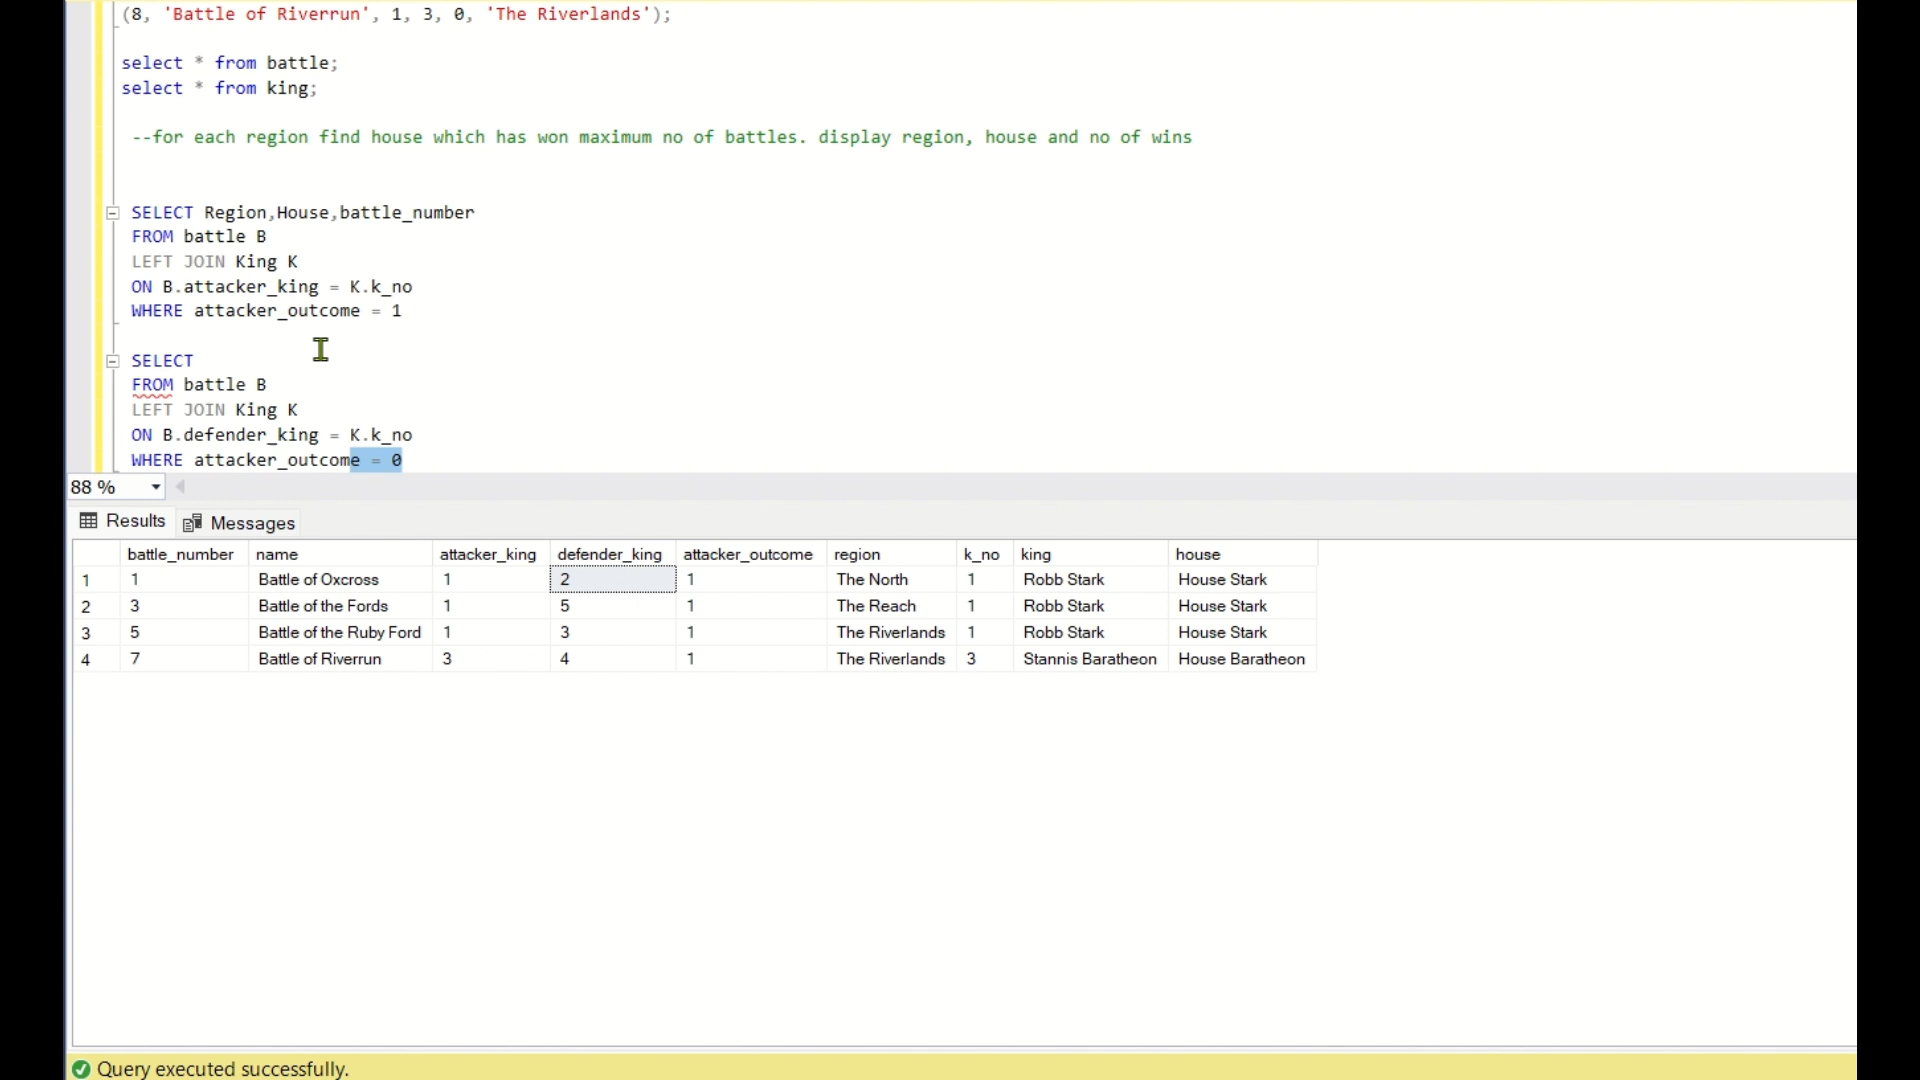 (8, 'Battle of Riverrun', 1, 3, 0, 'The Riverlands');
select * from battle;
select * from king;
--for each region find house which has won maximum no of battles. display region, house and no of wins
SELECT Region,House,battle_number
FROM battle B
LEFT JOIN King K
ON B.attacker_king = K.k_no
WHERE attacker_outcome = 1
SELECT
FROM battle B
LEFT JOIN King K
ON B.defender_king = K.k_no
WHERE attacker_outcome = 0
88 %
Results Messages
battle_number name attacker_king defender_king attacker_outcome region k_no king house
1 1 Battle of Oxcross 1 2 1 The North 1 Robb Stark House Stark
2 3 Battle of the Fords 1 5 1 The Reach 1 Robb Stark House Stark
3 5 Battle of the Ruby Ford 1 3 1 The Riverlands 1 Robb Stark House Stark
4 7 Battle of Riverrun 3 4 1 The Riverlands 3 Stannis Baratheon House Baratheon
Query executed successfully.